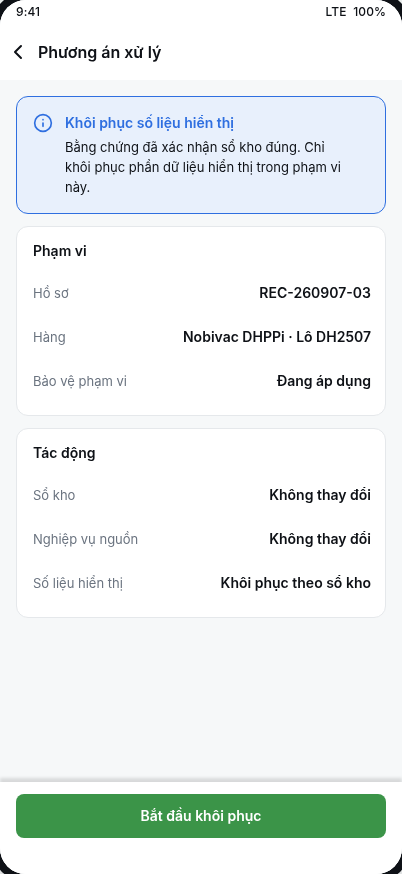 9:41
LTE 100%
Phương án xử lý
Khôi phục số liệu hiển thị
Bằng chứng đã xác nhận sổ kho đúng. Chỉ
khôi phục phần dữ liệu hiển thị trong phạm vi
này.
Phạm vi
Hồ sơ
REC-260907-03
Hàng
Nobivac DHPPi · Lô DH2507
Bảo vệ phạm vi
Đang áp dụng
Tác động
Sổ kho
Không thay đổi
Nghiệp vụ nguồn
Không thay đổi
Số liệu hiển thị
Khôi phục theo sổ kho
Bắt đầu khôi phục